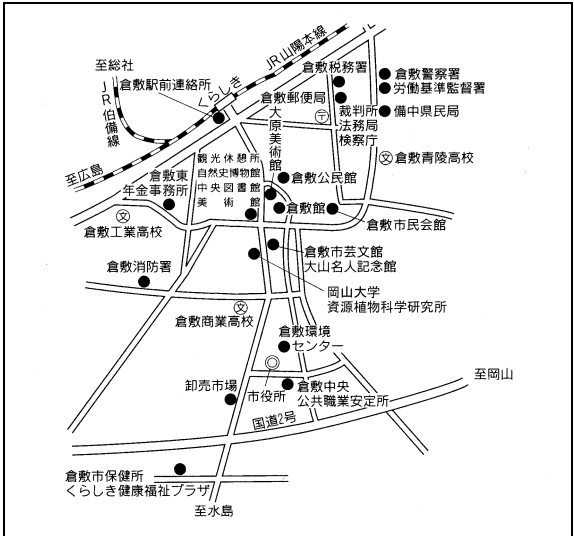 JR山陽本線
至総社
倉敷税務署
倉敷警察署
労働基準監督署
倉敷駅前連絡所
くらしき
JR伯備線
倉敷郵便局
〒
裁判所
法務局
検察庁
備中県民局
大原美術館
至広島
観光休憩所
自然史博物館
中央図書館
美術館
文
倉敷青陵高校
倉敷東
年金事務所
倉敷公民館
倉敷館
倉敷市民会館
文
倉敷工業高校
倉敷市芸文館
大山名人記念館
倉敷消防署
岡山大学
資源植物科学研究所
文
倉敷商業高校
倉敷環境
センター
至岡山
卸売市場
市役所
倉敷中央
公共職業安定所
国道2号
倉敷市保健所
くらしき健康福祉プラザ
至水島